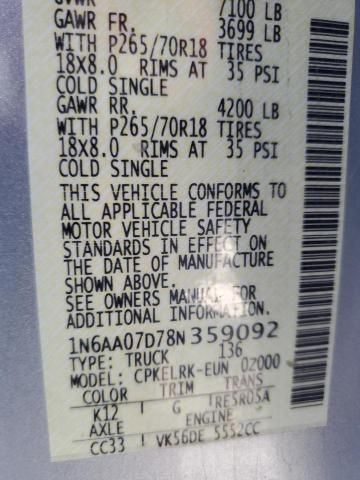 GVWR 7100 LB
GAWR FR. 3699 LB
WITH P265/70R18 TIRES
18X8.0 RIMS AT 35 PSI
COLD SINGLE
GAWR RR. 4200 LB
WITH P265/70R18 TIRES
18X8.0 RIMS AT 35 PSI
COLD SINGLE
THIS VEHICLE CONFORMS TO
ALL APPLICABLE FEDERAL
MOTOR VEHICLE SAFETY
STANDARDS IN EFFECT ON
THE DATE OF MANUFACTURE
SHOWN ABOVE.
SEE OWNERS MANUAL FOR
ADDITIONAL INFORMATION.
1N6AA07D78N359092
TYPE: TRUCK 136
MODEL: CPKELRK-EUN 02000
COLOR TRIM TRANS
K12 G RE5R05A
AXLE ENGINE
CC33 VK56DE 5552CC